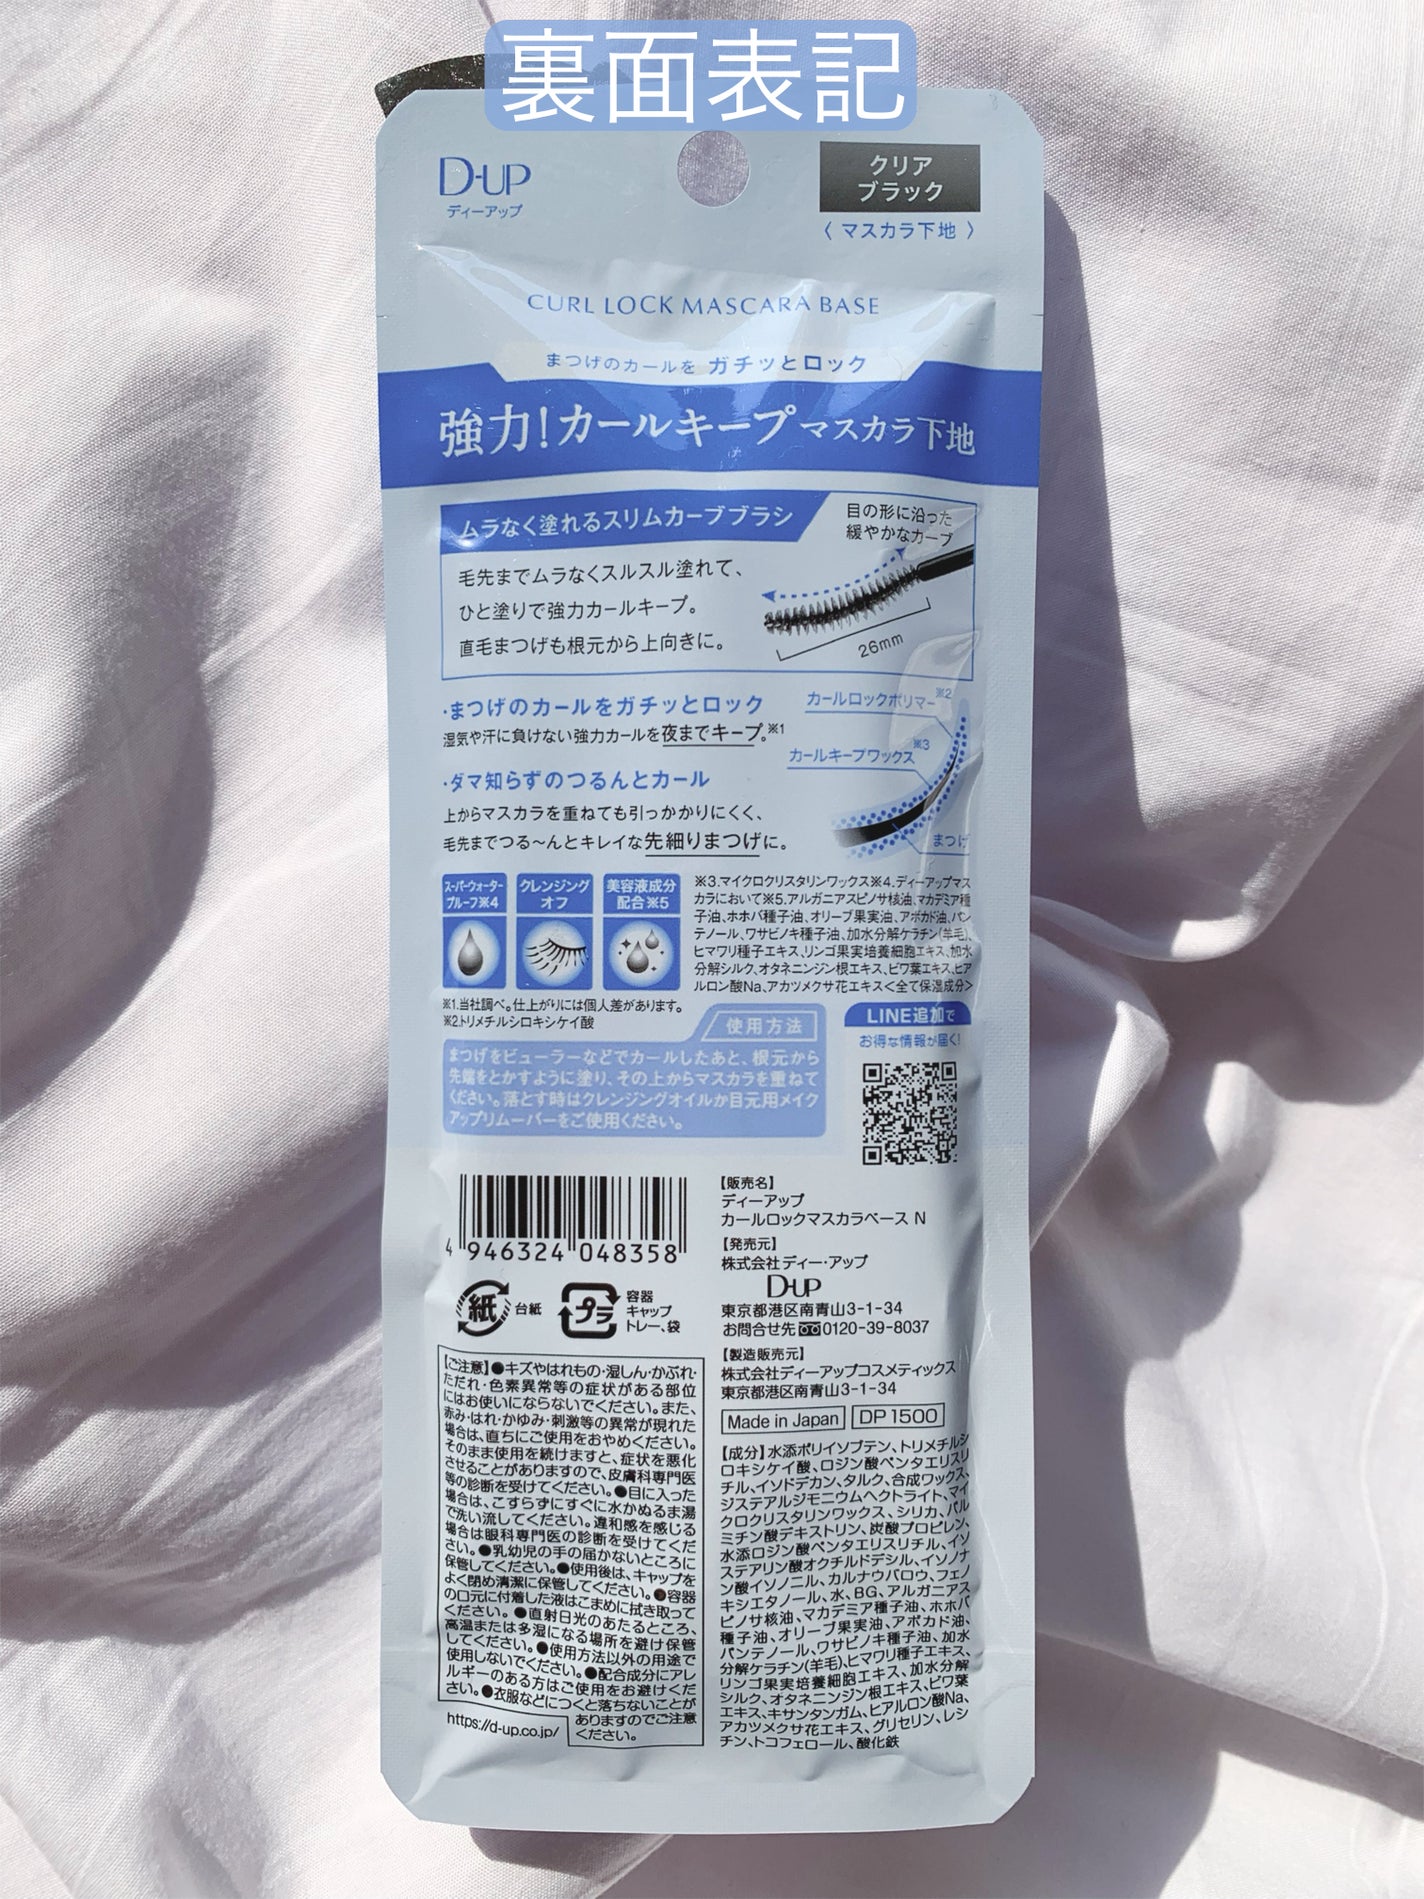 裏面表記
D-UP
ディーアップ
クリア
ブラック
〈 マスカラ下地 〉
CURL LOCK MASCARA BASE
まつげのカールを ガチッとロック
強力!カールキープマスカラ下地
ムラなく塗れるスリムカーブブラシ
目の形に沿った
緩やかなカーブ
毛先までムラなくスルスル塗れて、
ひと塗りで強力カールキープ。
直毛まつげも根元から上向きに。
26mm
・まつげのカールをガチッとロック
湿気や汗に負けない強力カールを夜までキープ。※1
・ダマ知らずのつるんとカール
上からマスカラを重ねても引っかかりにくく、
毛先までつる〜んとキレイな先細りまつげに。
カールロックポリマー※2
カールキープワックス※3
まつげ
スーパーウォーター
プルーフ※4
クレンジング
オフ
美容液成分
配合※5
※3.マイクロクリスタリンワックス※4.ディーアップマス
カラにおいて※5.アルガニアスピノサ核油、マカデミア種
子油、ホホバ種子油、オリーブ果実油、アボカド油、パン
テノール、ワサビノキ種子油、加水分解ケラチン(羊毛)、
ヒマワリ種子エキス、リンゴ果実培養細胞エキス、加水
分解シルク、オタネニンジン根エキス、ビワ葉エキス、ヒア
ルロン酸Na、アカツメクサ花エキス<全て保湿成分>
※1.当社調べ。仕上がりには個人差があります。
※2.トリメチルシロキシケイ酸
使用方法
まつげをビューラーなどでカールしたあと、根元から
先端をとかすように塗り、その上からマスカラを重ねて
ください。落とす時はクレンジングオイルか目元用メイク
アップリムーバーをご使用ください。
LINE追加で
お得な情報が届く!
4 946324 048358
紙 台紙
プラ
容器
キャップ
トレー、袋
【販売名】
ディーアップ
カールロックマスカラベース N
【発売元】
株式会社 ディー・アップ
D-UP
東京都港区南青山3-1-34
お問合せ先 0120-39-8037
【製造販売元】
株式会社ディーアップコスメティックス
東京都港区南青山3-1-34
Made in Japan DP 1500
【ご注意】●キズやはれもの・湿しん・かぶれ・
ただれ・色素異常等の症状がある部位
にはお使いにならないでください。また、
赤み・はれ・かゆみ・刺激等の異常が現れた
場合は、直ちにご使用をおやめください。
そのまま使用を続けますと、症状を悪化
させることがありますので、皮膚科専門医
等の診断を受けてください。●目に入った
場合は、こすらずにすぐに水かぬるま湯
で洗い流してください。違和感を感じる
場合は眼科専門医の診断を受けてくだ
さい。●乳幼児の手の届かないところに
保管してください。●使用後は、キャップを
よく閉め清潔に保管してください。●容器
の口元に付着した液はこまめに拭き取って
ください。●直射日光のあたるところ、
高温または多湿になる場所を避け保管
してください。●使用方法以外の用途で
使用しないでください。●配合成分にアレ
ルギーのある方はご使用をお避けくだ
さい。●衣服などにつくと落ちないことが
ありますのでご注意
ください。
https://d-up.co.jp/
【成分】水添ポリイソブテン、トリメチルシ
ロキシケイ酸、ロジン酸ペンタエリスリ
チル、イソドデカン、タルク、合成ワックス、
ジステアルジモニウムヘクトライト、マイ
クロクリスタリンワックス、シリカ、パル
ミチン酸デキストリン、炭酸プロピレン、
水添ロジン酸ペンタエリスリチル、イソ
ステアリン酸オクチルドデシル、イソノナ
ン酸イソノニル、カルナウバロウ、フェノ
キシエタノール、水、BG、アルガニアス
ピノサ核油、マカデミア種子油、ホホバ
種子油、オリーブ果実油、アボカド油、
パンテノール、ワサビノキ種子油、加水
分解ケラチン(羊毛)、ヒマワリ種子エキス、
リンゴ果実培養細胞エキス、加水分解
シルク、オタネニンジン根エキス、ビワ葉
エキス、キサンタンガム、ヒアルロン酸Na、
アカツメクサ花エキス、グリセリン、レシ
チン、トコフェロール、酸化鉄